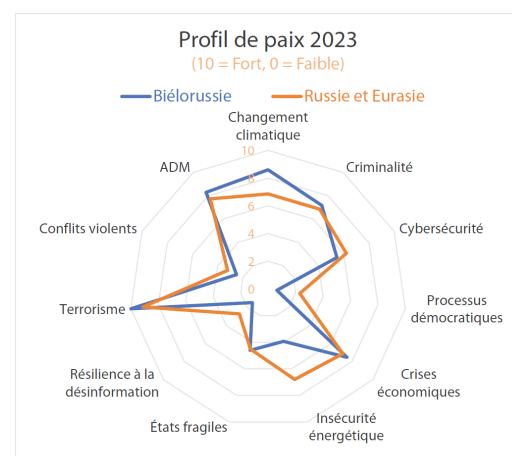 Profil de paix 2023
(10 = Fort, 0 = Faible)
Biélorussie
Russie et Eurasie
Changement
climatique
Criminalité
Cybersécurité
Processus
démocratiques
Crises
économiques
Insécurité
énergétique
États fragiles
Résilience à la
désinformation
Terrorisme
Conflits violents
ADM
10
8
6
4
2
0